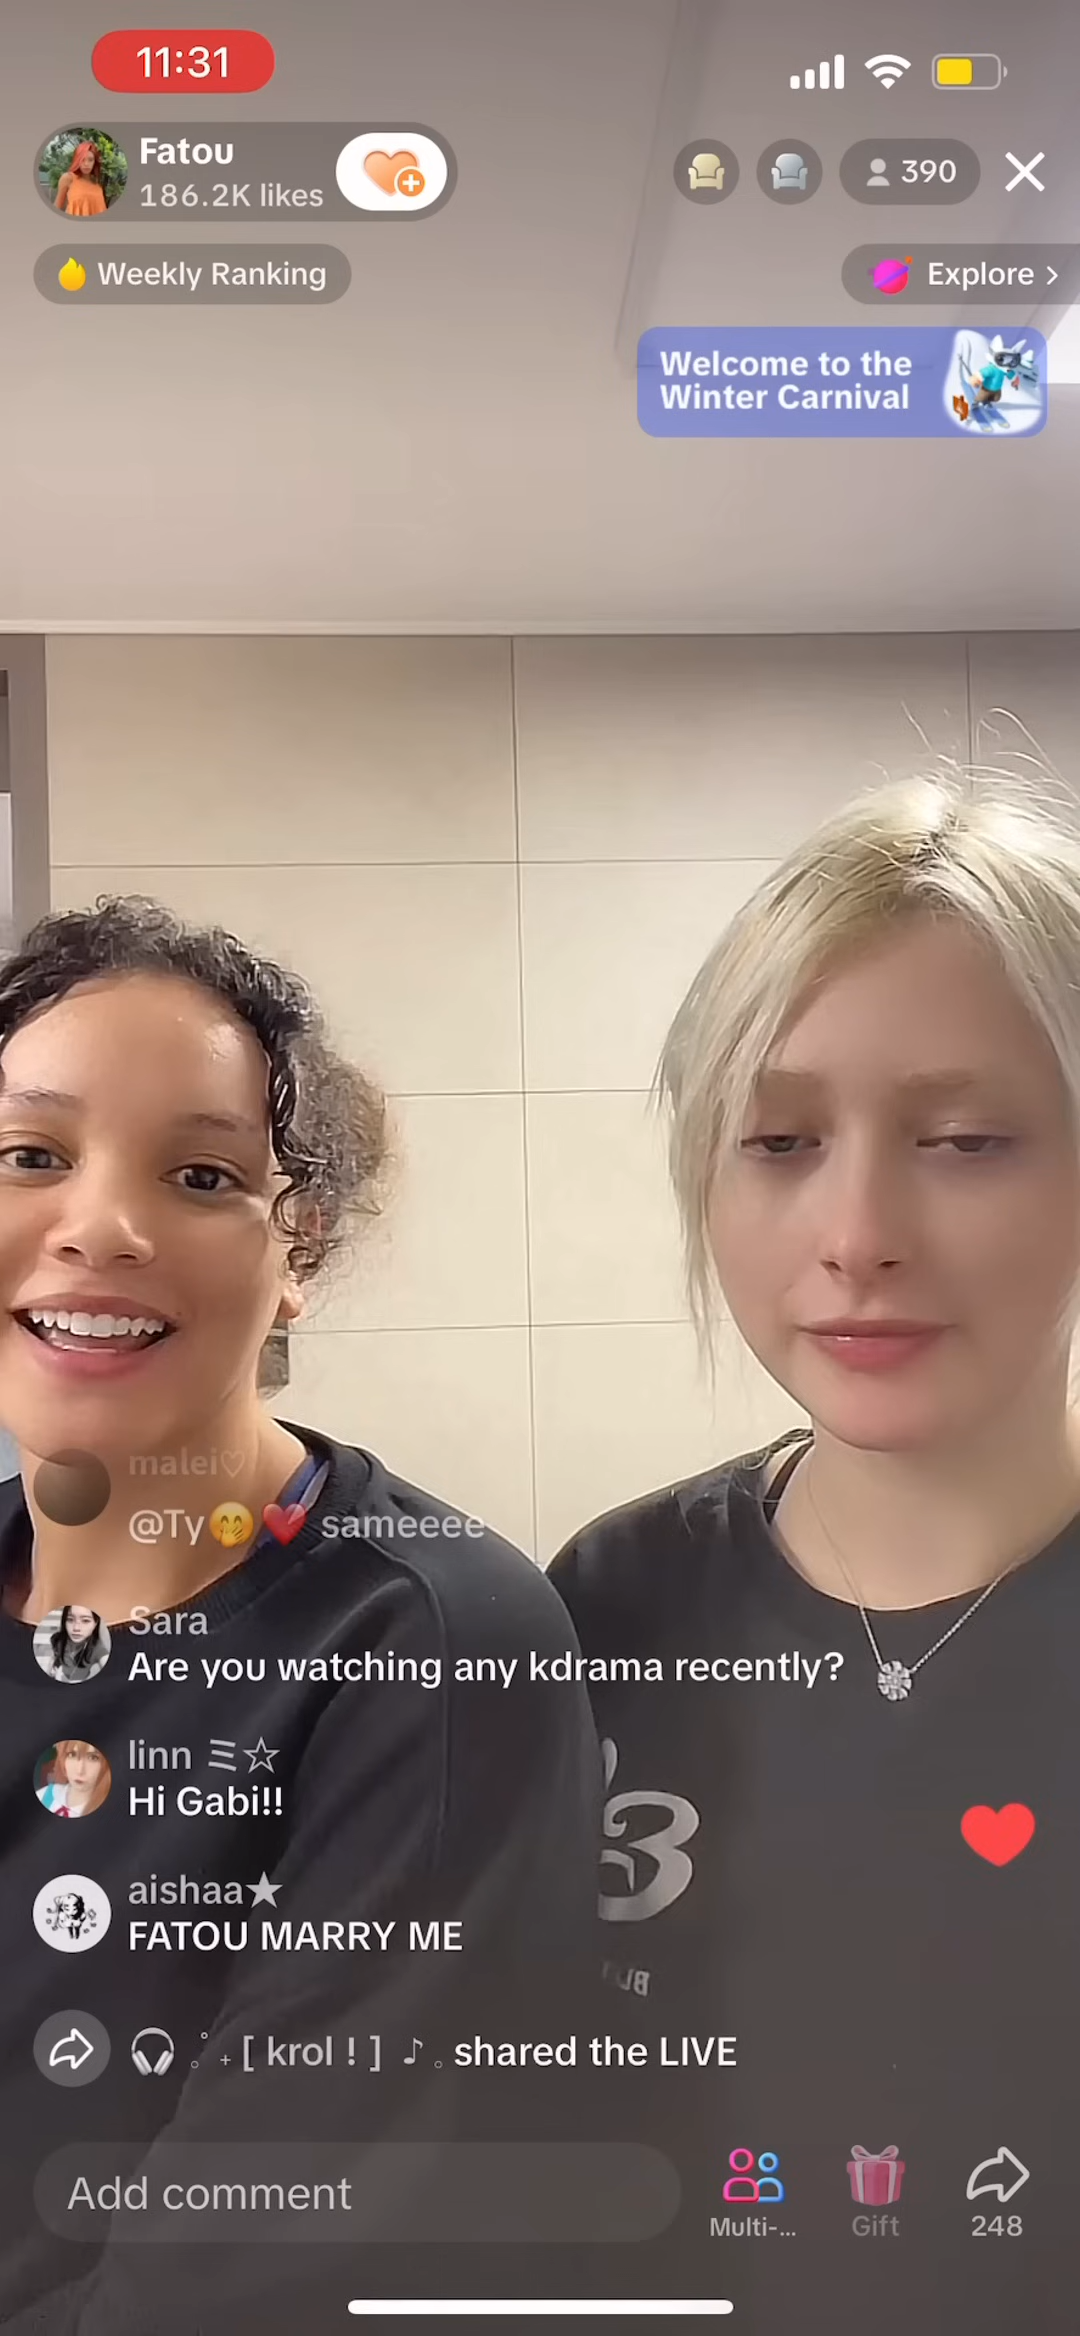 11:31
Fatou
186.2K likes
390
Weekly Ranking
Explore >
Welcome to the
Winter Carnival
malei♡
@Ty🤭❤️ sameeee
Sara
Are you watching any kdrama recently?
linn ミ☆
Hi Gabi!!
aishaa★
FATOU MARRY ME
🎧 ｡˚₊ [ krol ! ] ♪ ｡ shared the LIVE
3
Add comment
Multi-...
Gift
248